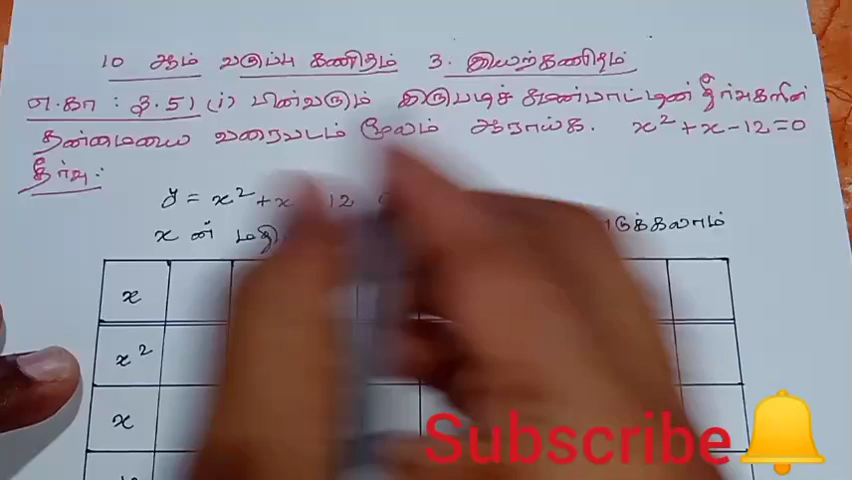 10 ஆம் வகுப்பு கணிதம் 3. இயற்கணிதம்
எ.கா : 3.51 (i) பின்வரும் இருபடிச் சமன்பாட்டின் தீர்வுகளின்
தன்மையை வரைபடம் மூலம் ஆராய்க. x² + x - 12 = 0
தீர்வு:
y = x² + x 12
x ன் மதி
x
x²
x
Subscribe